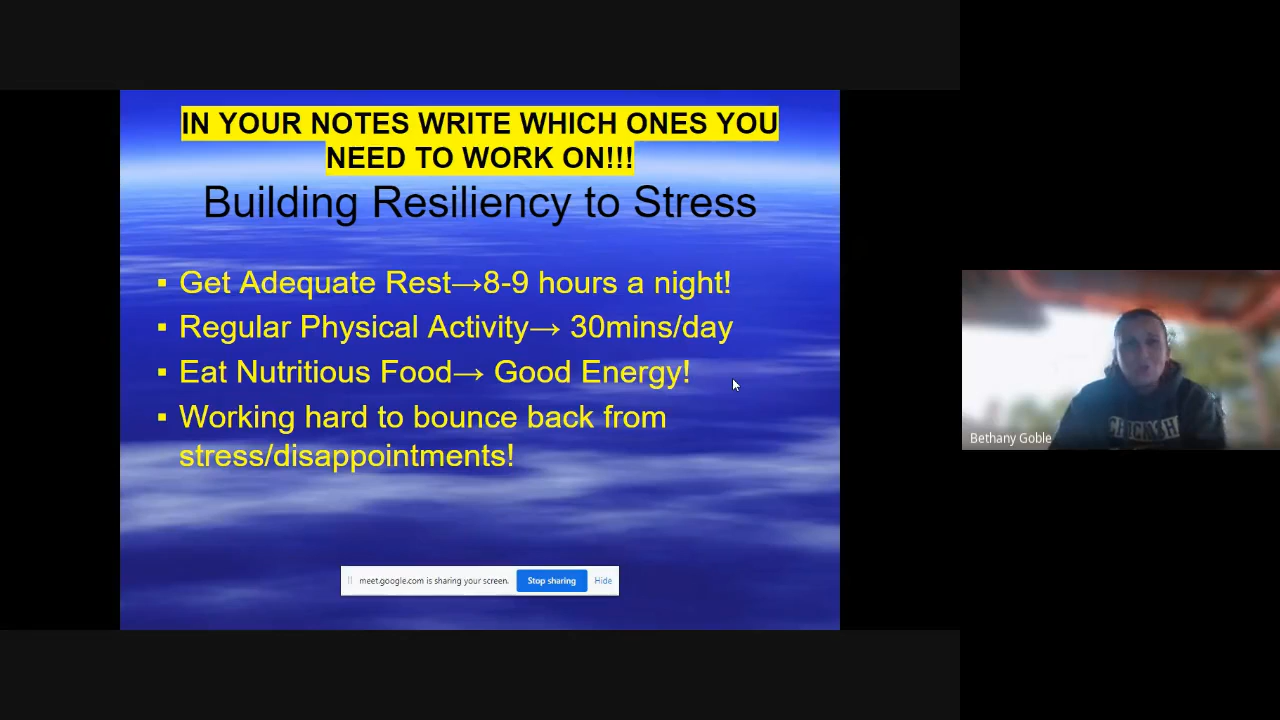 IN YOUR NOTES WRITE WHICH ONES YOU
NEED TO WORK ON!!!
Building Resiliency to Stress
▪ Get Adequate Rest→8-9 hours a night!
▪ Regular Physical Activity→ 30mins/day
▪ Eat Nutritious Food→ Good Energy!
▪ Working hard to bounce back from
stress/disappointments!
meet.google.com is sharing your screen. Stop sharing Hide
Bethany Goble